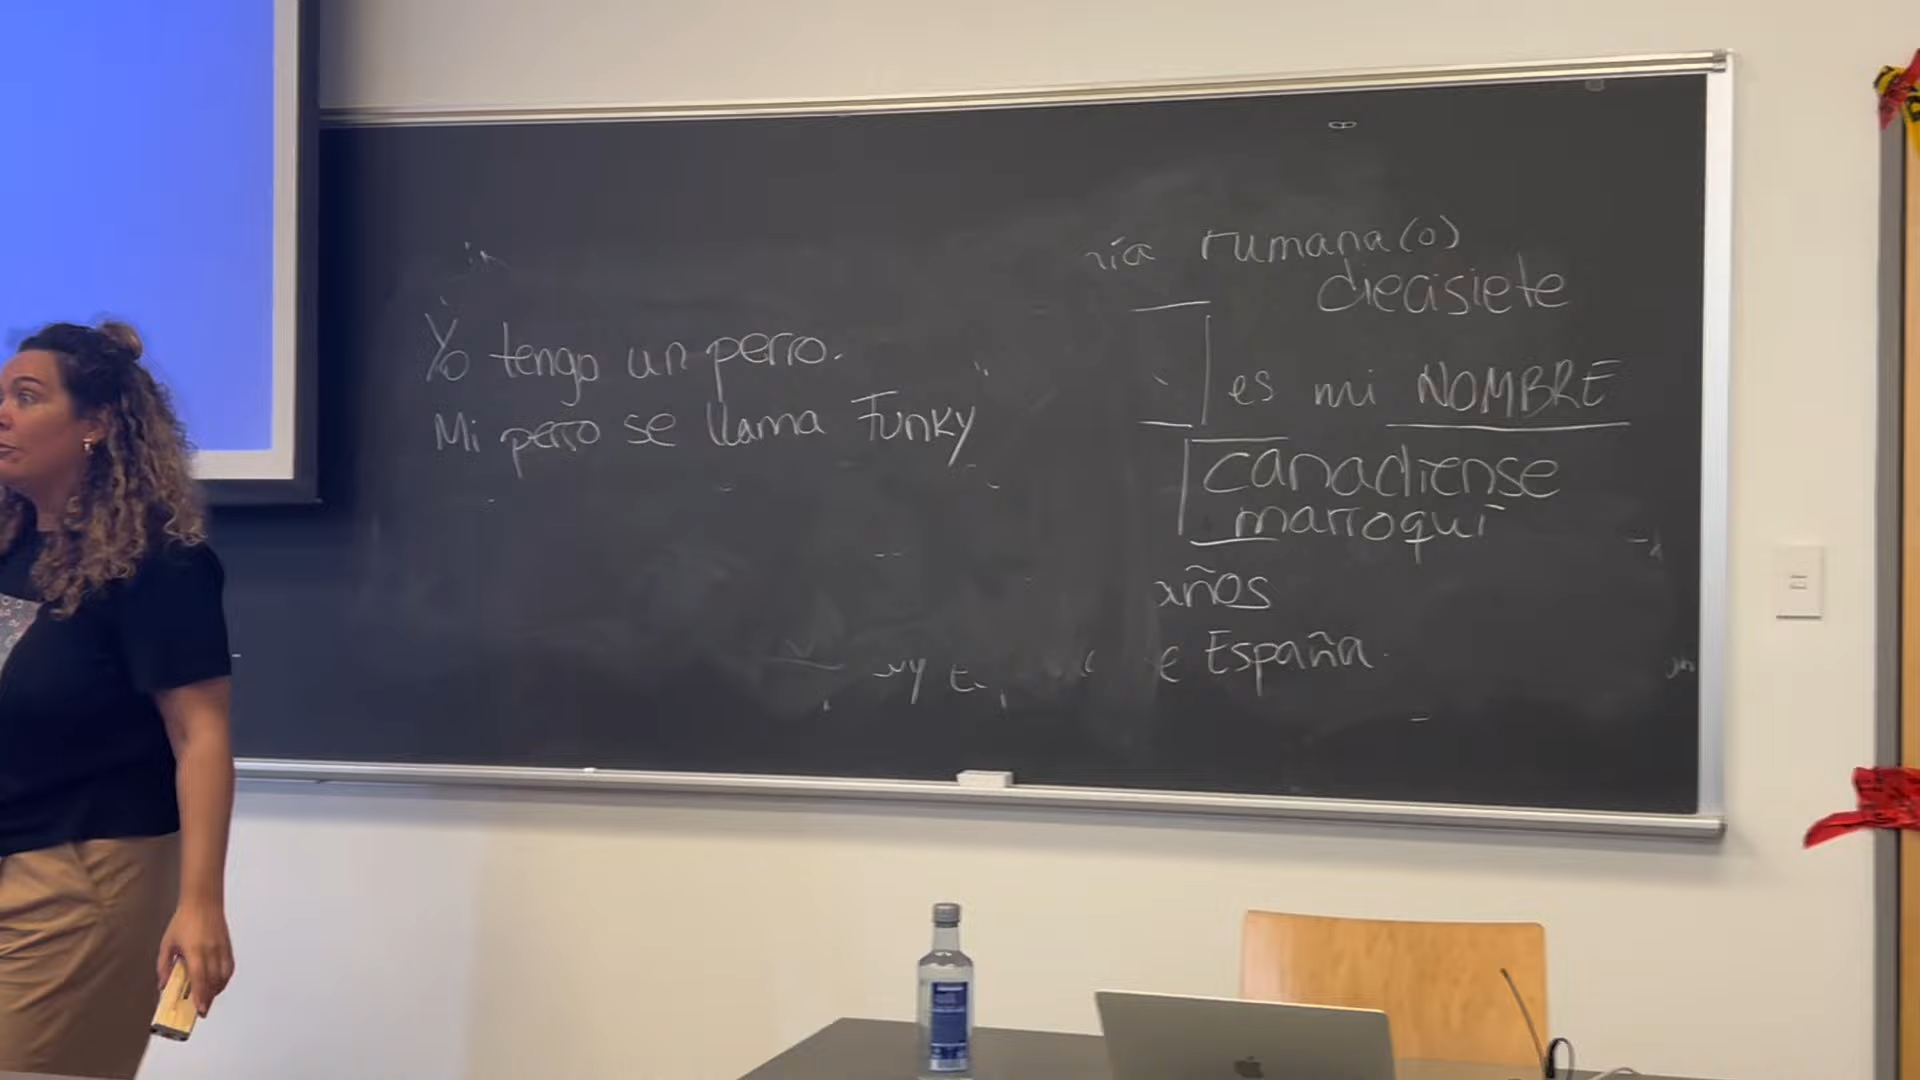 Yo tengo un perro.
Mi perro se llama Funky
rumana(o)
diecisiete
es mi NOMBRE
canadiense
marroquí
años
España.